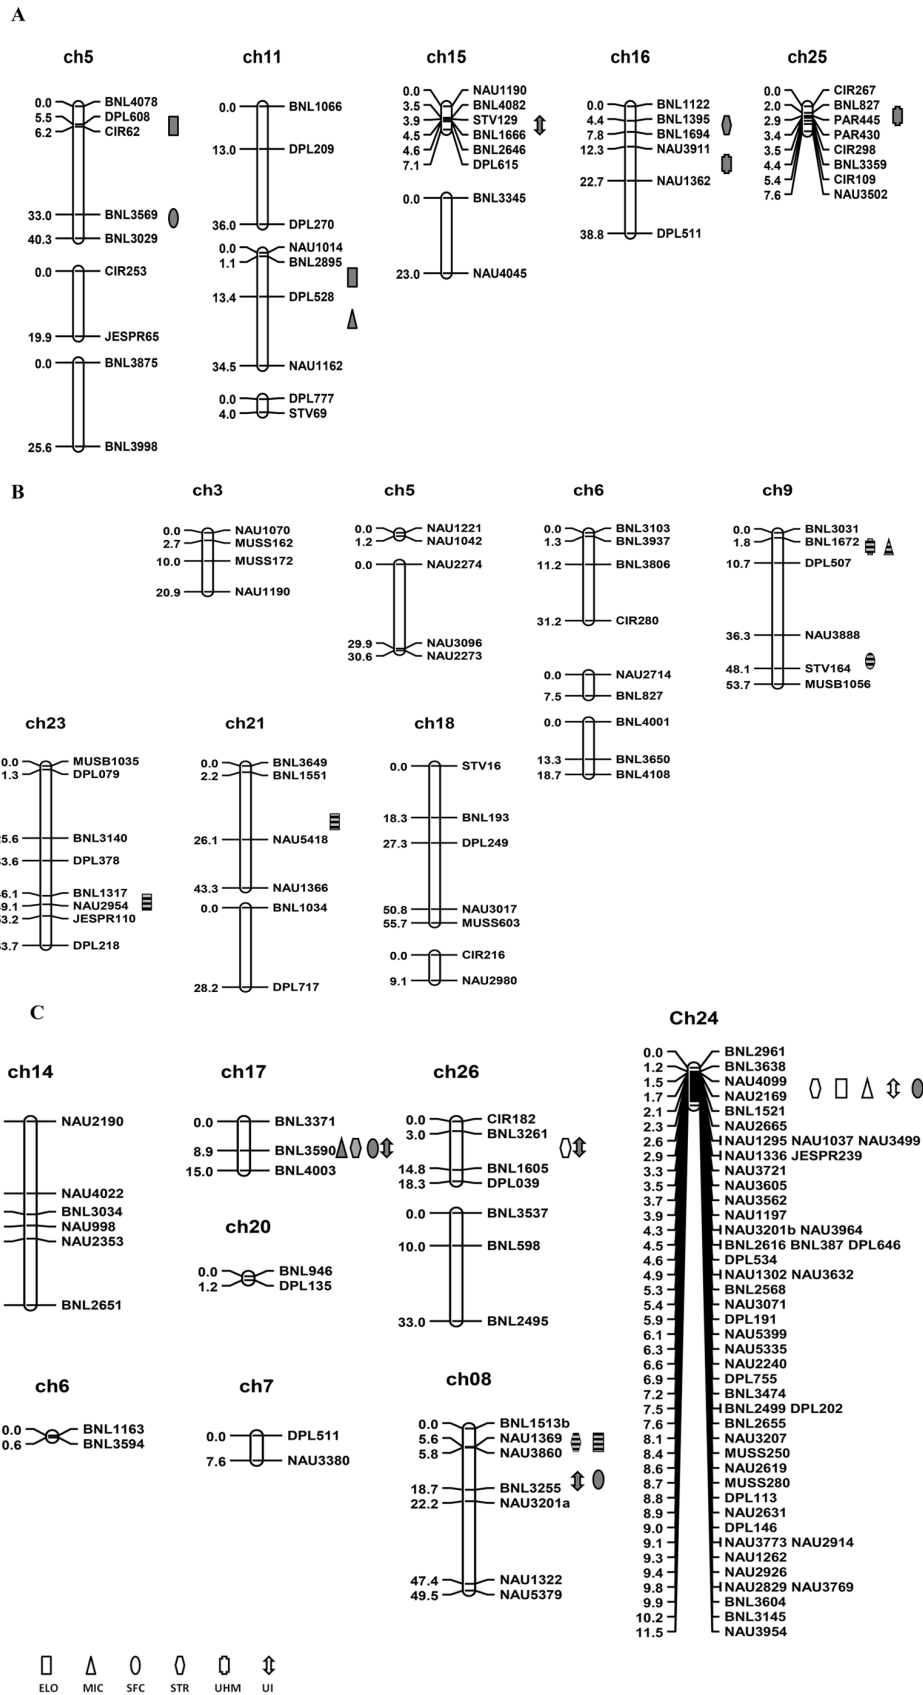 A
ch5
0.0 BNL4078
5.5 DPL608
6.2 CIR62
33.0 BNL3569
40.3 BNL3029
0.0 CIR253
19.9 JESPR65
0.0 BNL3875
25.6 BNL3998
ch11
0.0 BNL1066
13.0 DPL209
36.0 DPL270
0.0 NAU1014
1.1 BNL2895
13.4 DPL528
34.5 NAU1162
0.0 DPL777
4.0 STV69
ch15
0.0 NAU1190
3.5 BNL4082
3.9 STV129
4.5 BNL1666
4.6 BNL2646
7.1 DPL615
0.0 BNL3345
23.0 NAU4045
ch16
0.0 BNL1122
4.4 BNL1395
7.8 BNL1694
12.3 NAU3911
22.7 NAU1362
38.8 DPL511
ch25
0.0 CIR267
2.0 BNL827
2.9 PAR445
3.4 PAR430
3.5 CIR298
4.4 BNL3359
5.4 CIR109
7.6 NAU3502
B
ch3
0.0 NAU1070
2.7 MUSS162
10.0 MUSS172
20.9 NAU1190
ch5
0.0 NAU1221
1.2 NAU1042
0.0 NAU2274
29.9 NAU3096
30.6 NAU2273
ch6
0.0 BNL3103
1.3 BNL3937
11.2 BNL3806
31.2 CIR280
0.0 NAU2714
7.5 BNL827
0.0 BNL4001
13.3 BNL3650
18.7 BNL4108
ch9
0.0 BNL3031
1.8 BNL1672
10.7 DPL507
36.3 NAU3888
48.1 STV164
53.7 MUSB1056
ch23
0.0 MUSB1035
1.3 DPL079
5.6 BNL3140
3.6 DPL378
6.1 BNL1317
9.1 NAU2954
3.2 JESPR110
3.7 DPL218
ch21
0.0 BNL3649
2.2 BNL1551
26.1 NAU5418
43.3 NAU1366
0.0 BNL1034
28.2 DPL717
ch18
0.0 STV16
18.3 BNL193
27.3 DPL249
50.8 NAU3017
55.7 MUSS603
0.0 CIR216
9.1 NAU2980
C
ch14
NAU2190
NAU4022
BNL3034
NAU998
NAU2353
BNL2651
ch17
0.0 BNL3371
8.9 BNL3590
15.0 BNL4003
ch20
0.0 BNL946
1.2 DPL135
ch26
0.0 CIR182
3.0 BNL3261
14.8 BNL1605
18.3 DPL039
0.0 BNL3537
10.0 BNL598
33.0 BNL2495
ch6
0.0 BNL1163
0.6 BNL3594
ch7
0.0 DPL511
7.6 NAU3380
ch08
0.0 BNL1513b
5.6 NAU1369
5.8 NAU3860
18.7 BNL3255
22.2 NAU3201a
47.4 NAU1322
49.5 NAU5379
Ch24
0.0 BNL2961
1.2 BNL3638
1.5 NAU4099
1.7 NAU2169
2.1 BNL1521
2.3 NAU2665
2.6 NAU1295 NAU1037 NAU3499
2.9 NAU1336 JESPR239
3.3 NAU3721
3.5 NAU3605
3.7 NAU3562
3.9 NAU1197
4.3 NAU3201b NAU3964
4.5 BNL2616 BNL387 DPL646
4.6 DPL534
4.9 NAU1302 NAU3632
5.3 BNL2568
5.4 NAU3071
5.9 DPL191
6.1 NAU5399
6.3 NAU5335
6.6 NAU2240
6.9 DPL755
7.2 BNL3474
7.5 BNL2499 DPL202
7.6 BNL2655
8.1 NAU3207
8.4 MUSS250
8.6 NAU2619
8.7 MUSS280
8.8 DPL113
8.9 NAU2631
9.0 DPL146
9.1 NAU3773 NAU2914
9.3 NAU1262
9.4 NAU2926
9.8 NAU2829 NAU3769
9.9 BNL3604
10.2 BNL3145
11.5 NAU3954
ELO MIC SFC STR UHM UI